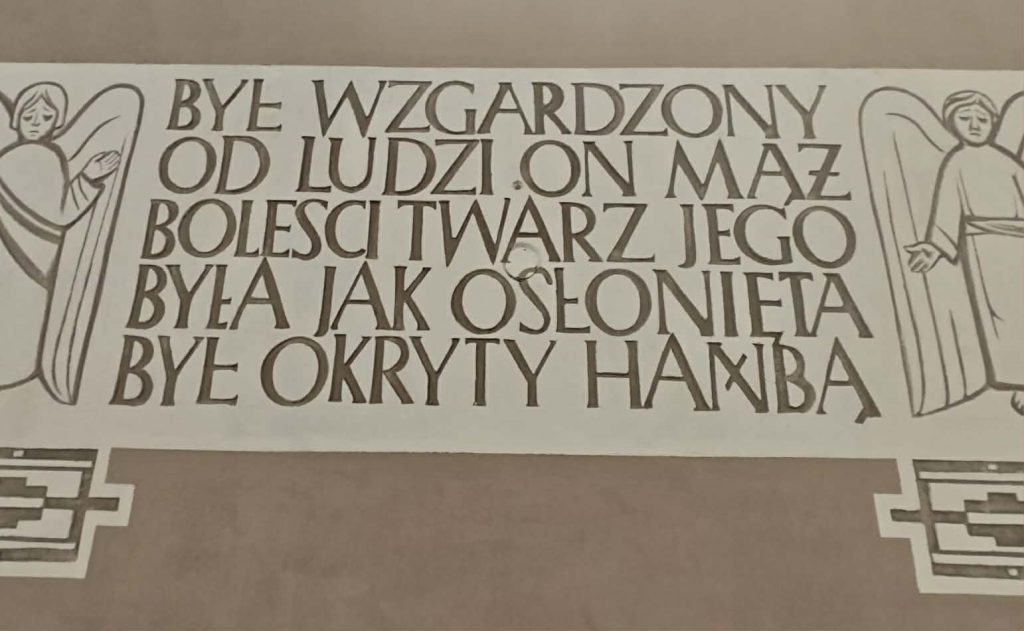 BYŁ WZGARDZONY
OD LUDZI ON MĄŻ
BOLESCI TWARZ JEGO
BYŁA JAK OSŁONIĘTA
BYŁ OKRYTY HAŃBĄ